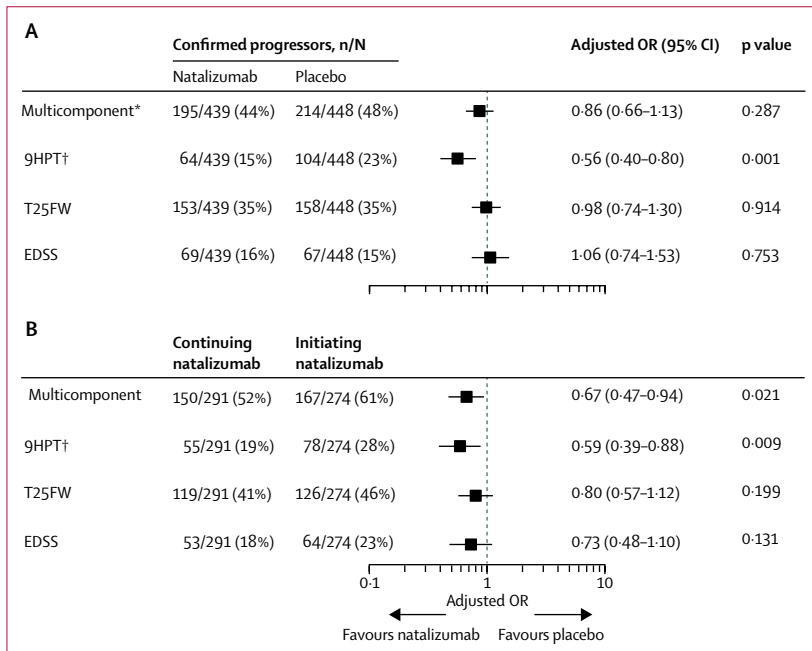 A
Confirmed progressors, n/N Adjusted OR (95% CI) p value
Natalizumab Placebo
Multicomponent* 195/439 (44%) 214/448 (48%) 0·86 (0·66–1·13) 0·287
9HPT† 64/439 (15%) 104/448 (23%) 0·56 (0·40–0·80) 0·001
T25FW 153/439 (35%) 158/448 (35%) 0·98 (0·74–1·30) 0·914
EDSS 69/439 (16%) 67/448 (15%) 1·06 (0·74–1·53) 0·753
B
Continuing natalizumab Initiating natalizumab
Multicomponent 150/291 (52%) 167/274 (61%) 0·67 (0·47–0·94) 0·021
9HPT† 55/291 (19%) 78/274 (28%) 0·59 (0·39–0·88) 0·009
T25FW 119/291 (41%) 126/274 (46%) 0·80 (0·57–1·12) 0·199
EDSS 53/291 (18%) 64/274 (23%) 0·73 (0·48–1·10) 0·131
0·1 1 10
Adjusted OR
Favours natalizumab Favours placebo